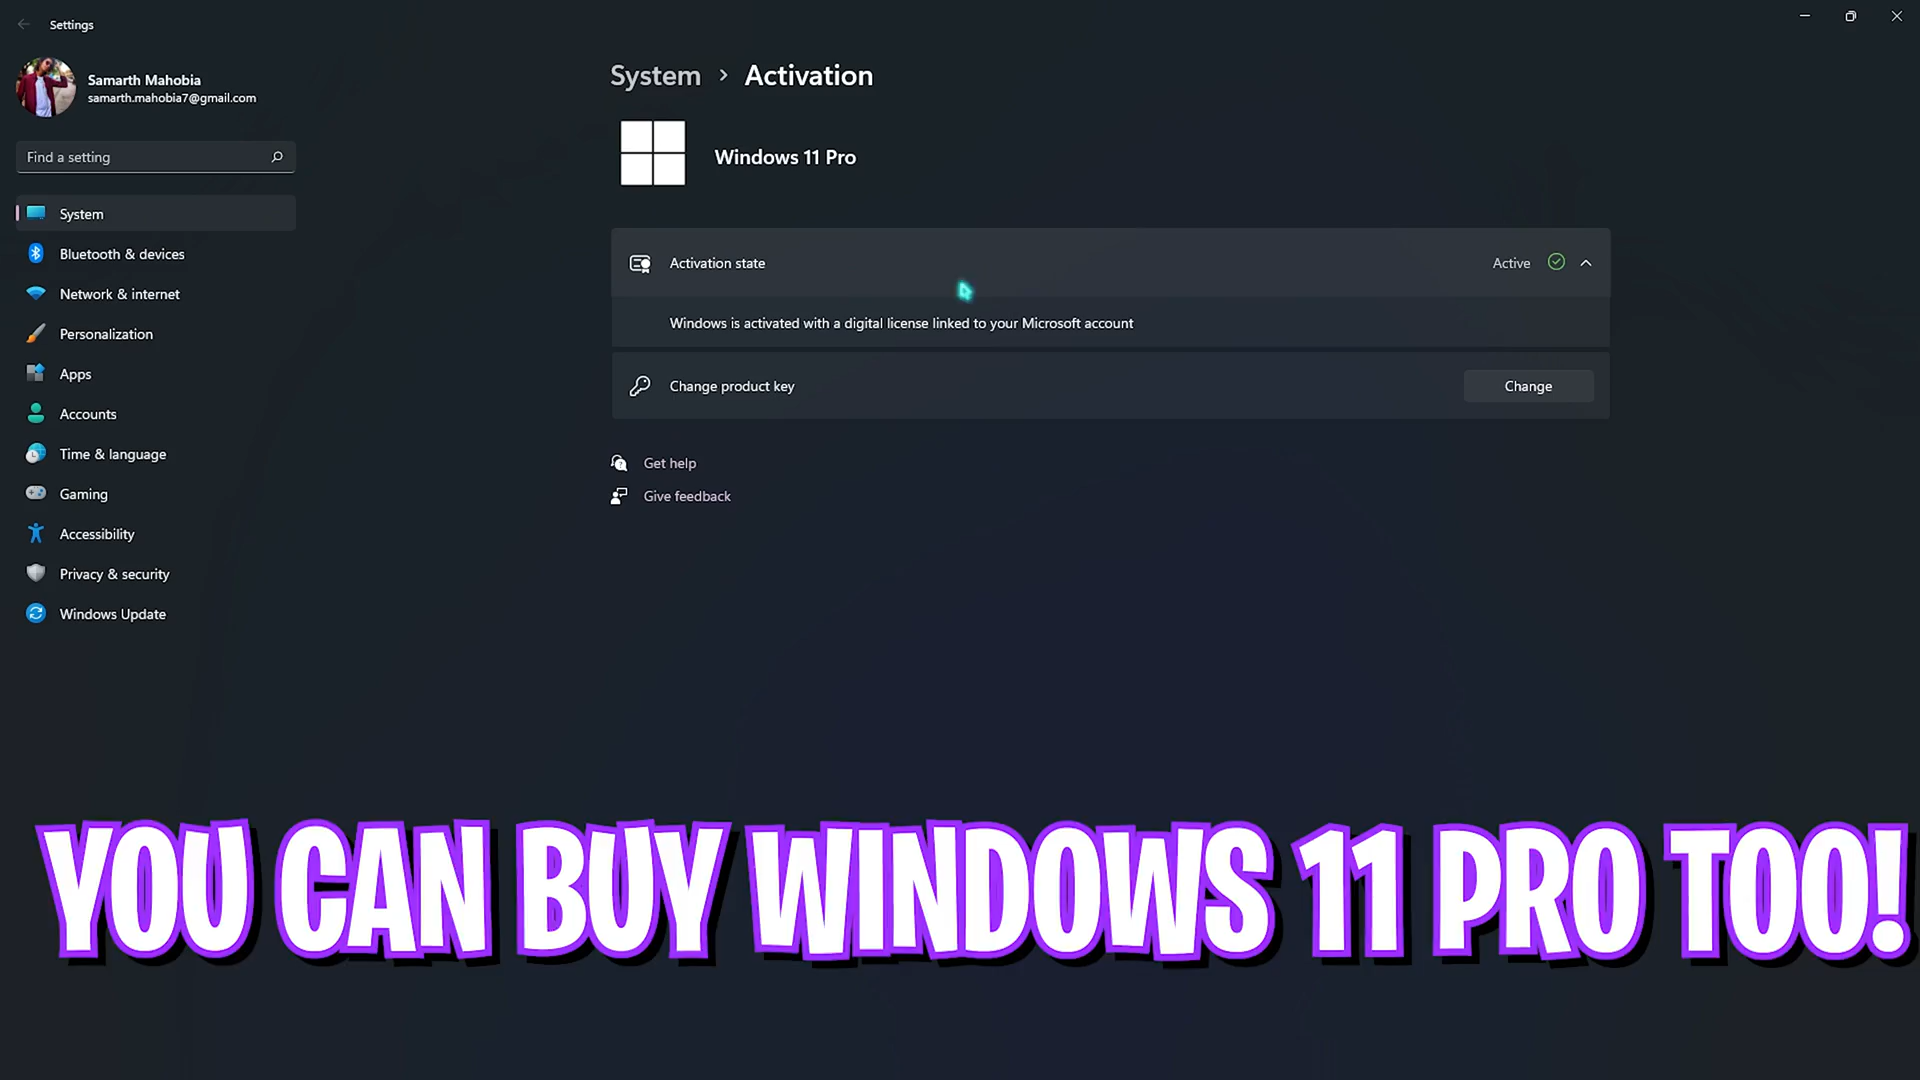 Settings
Samarth Mahobia
samarth.mahobia7@gmail.com
Find a setting
System
Bluetooth & devices
Network & internet
Personalization
Apps
Accounts
Time & language
Gaming
Accessibility
Privacy & security
Windows Update
System > Activation
Windows 11 Pro
Activation state Active
Windows is activated with a digital license linked to your Microsoft account
Change product key Change
Get help
Give feedback
YOU CAN BUY WINDOWS 11 PRO TOO!